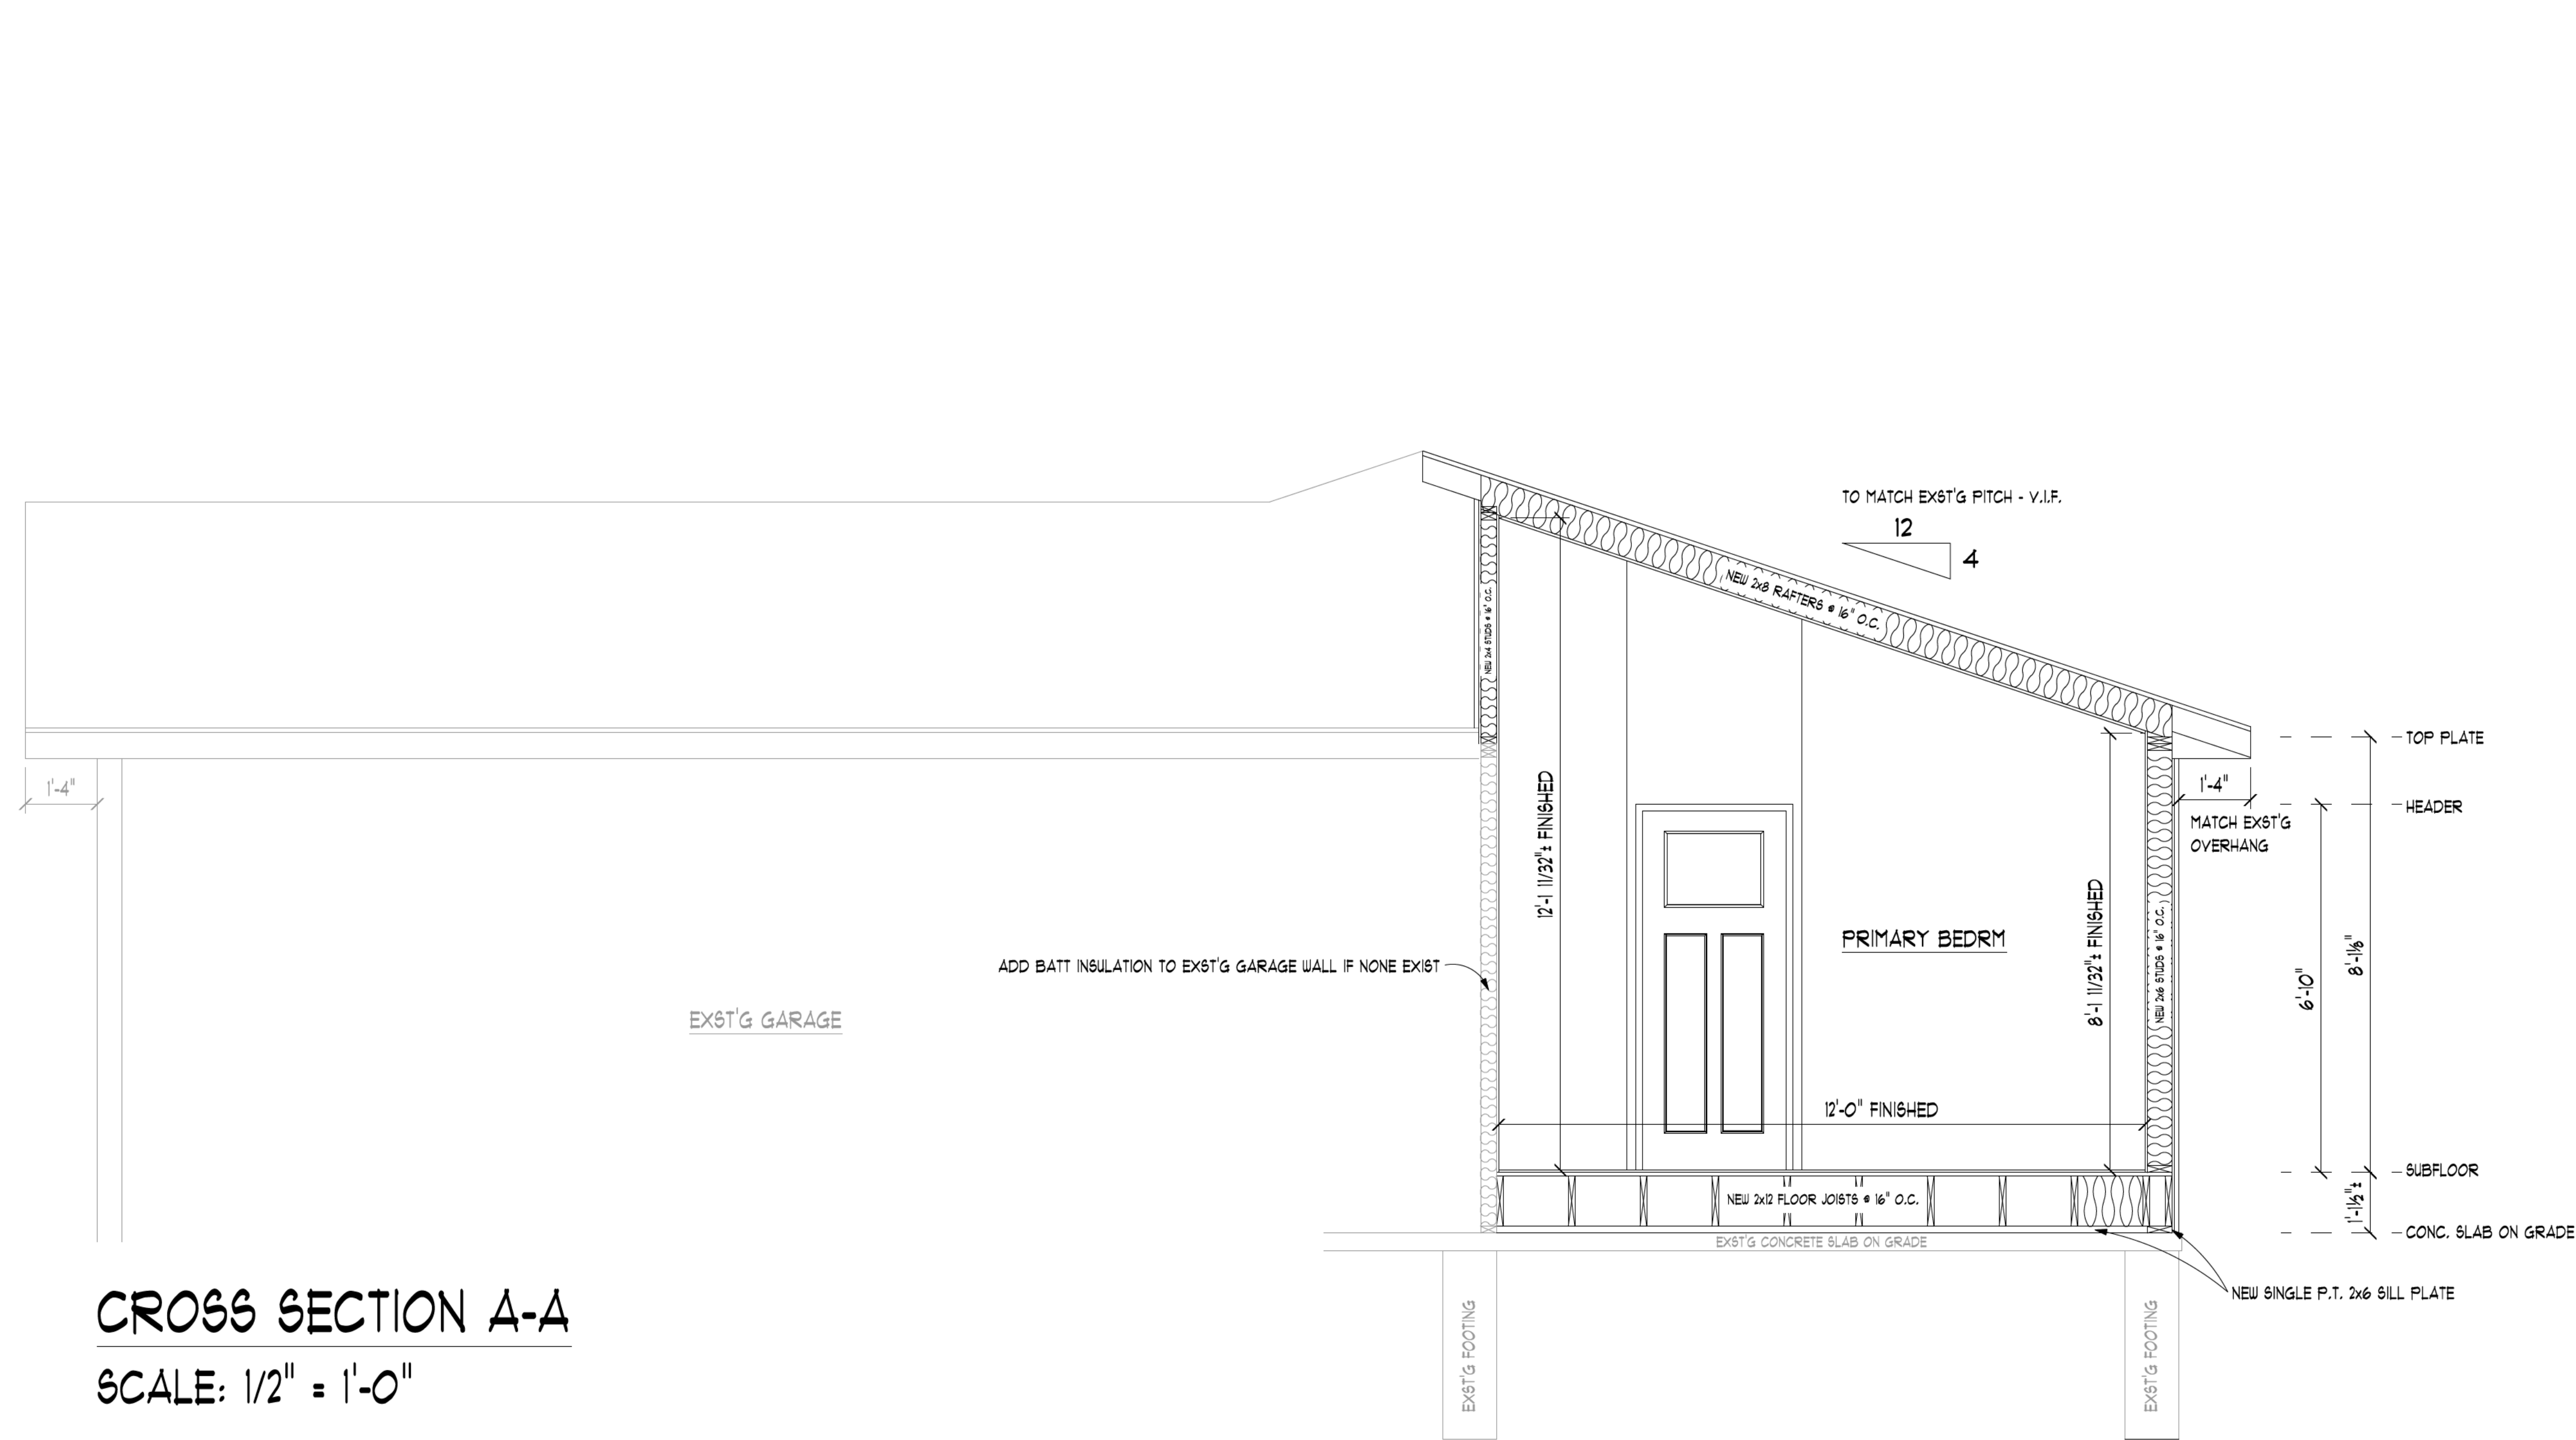 TO MATCH EXST'G PITCH - V.I.F.
12
4
NEW 2x8 RAFTERS @ 16" O.C.
NEW 2x4 STUDS @ 16" O.C.
TOP PLATE
1'-4"
1'-4"
HEADER
MATCH EXST'G
OVERHANG
12'-1 11/32"± FINISHED
8'-1 11/32"± FINISHED
NEW 2x6 STUDS @ 16" O.C.
6'-10"
8'-1⅛"
PRIMARY BEDRM
ADD BATT INSULATION TO EXST'G GARAGE WALL IF NONE EXIST
EXST'G GARAGE
12'-0" FINISHED
SUBFLOOR
NEW 2x12 FLOOR JOISTS @ 16" O.C.
1'-1½"±
CONC. SLAB ON GRADE
EXST'G CONCRETE SLAB ON GRADE
NEW SINGLE P.T. 2x6 SILL PLATE
EXST'G FOOTING
EXST'G FOOTING
CROSS SECTION A-A
SCALE: 1/2" = 1'-0"